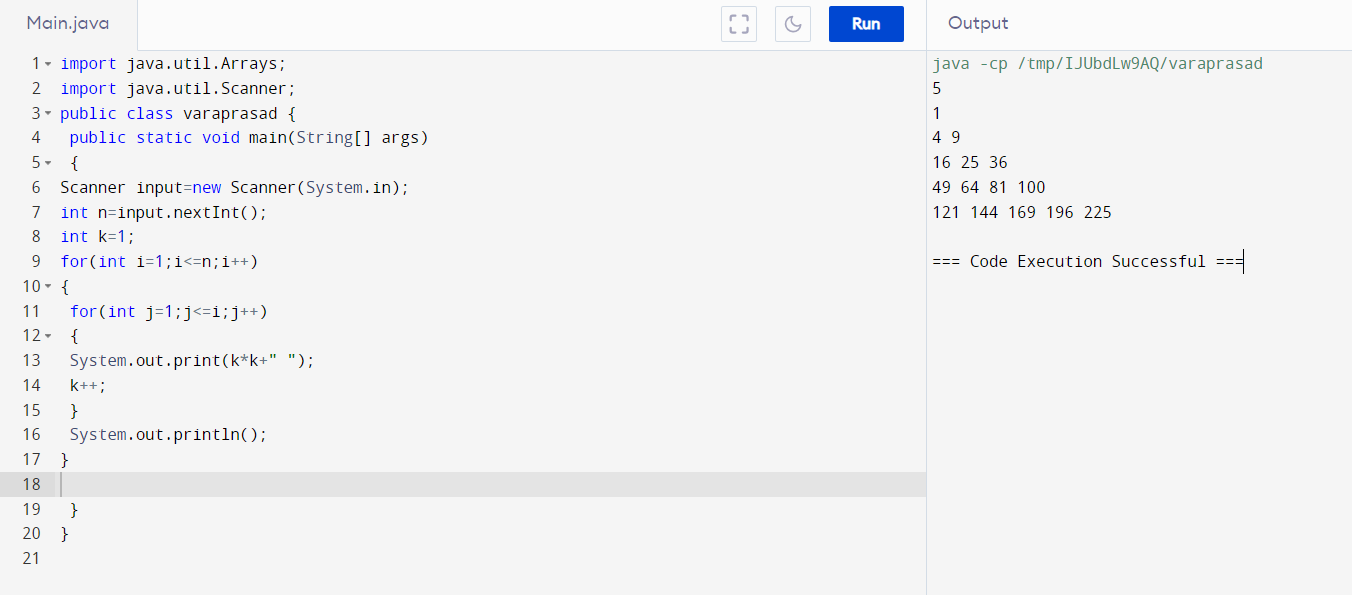 Main.java
Run
Output
1 import java.util.Arrays;
2 import java.util.Scanner;
3 public class varaprasad {
4  public static void main(String[] args)
5  {
6 Scanner input=new Scanner(System.in);
7 int n=input.nextInt();
8 int k=1;
9 for(int i=1;i<=n;i++)
10 {
11  for(int j=1;j<=i;j++)
12  {
13  System.out.print(k*k+" ");
14  k++;
15  }
16  System.out.println();
17 }
18
19  }
20 }
21
java -cp /tmp/IJUbdLw9AQ/varaprasad
5
1
4 9
16 25 36
49 64 81 100
121 144 169 196 225
=== Code Execution Successful ===